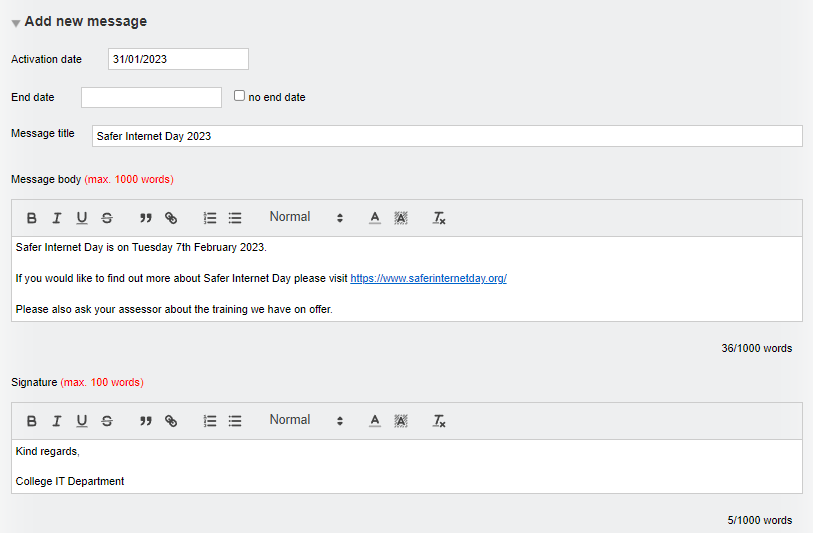 Add new message
Activation date 31/01/2023
End date no end date
Message title Safer Internet Day 2023
Message body (max. 1000 words)
B I U S Normal A A Tx
Safer Internet Day is on Tuesday 7th February 2023.
If you would like to find out more about Safer Internet Day please visit https://www.saferinternetday.org/
Please also ask your assessor about the training we have on offer.
36/1000 words
Signature (max. 100 words)
B I U S Normal A A Tx
Kind regards,
College IT Department
5/1000 words